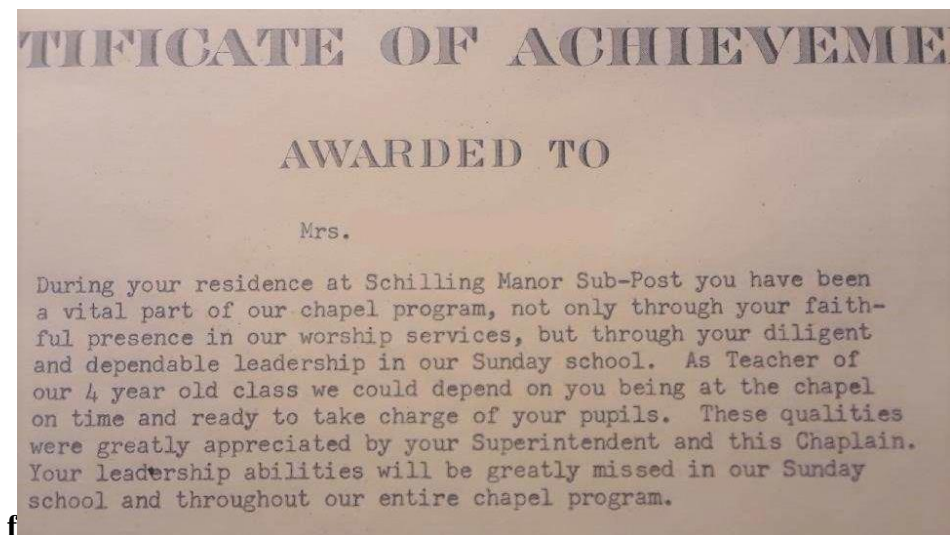 TIFICATE OF ACHIEVEME
AWARDED TO
Mrs.
During your residence at Schilling Manor Sub-Post you have been
a vital part of our chapel program, not only through your faith-
ful presence in our worship services, but through your diligent
and dependable leadership in our Sunday school.  As Teacher of
our 4 year old class we could depend on you being at the chapel
on time and ready to take charge of your pupils.  These qualities
were greatly appreciated by your Superintendent and this Chaplain.
Your leadership abilities will be greatly missed in our Sunday
school and throughout our entire chapel program.
f